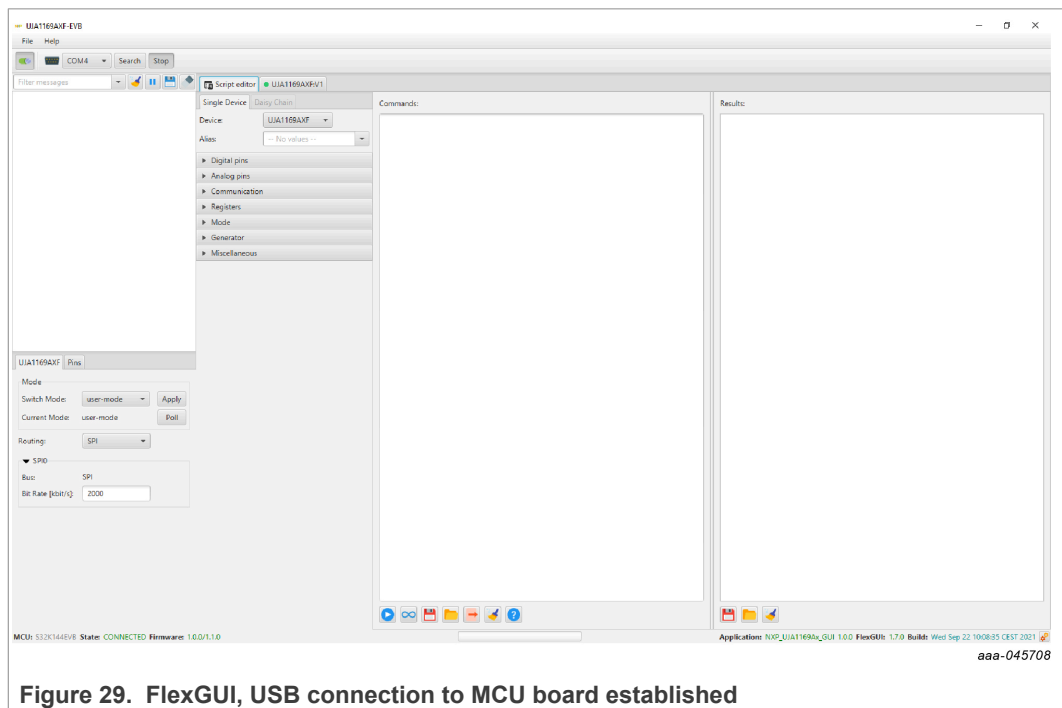 UJA1169AXF-EVB
File Help
COM4 Search Stop
Filter messages
Script editor UJA1169AXF:V1
Single Device Daisy Chain
Device: UJA1169AXF
Alias: -- No values --
Digital pins
Analog pins
Communication
Registers
Mode
Generator
Miscellaneous
Commands:
Results:
UJA1169AXF Pins
Mode
Switch Mode: user-mode Apply
Current Mode: user-mode Poll
Routing: SPI
SPI0
Bus: SPI
Bit Rate [kbit/s]: 2000
MCU: S32K144EVB State: CONNECTED Firmware: 1.0.0/1.1.0
Application: NXP_UJA1169Ax_GUI 1.0.0 FlexGUI: 1.7.0 Build: Wed Sep 22 10:08:35 CEST 2021
aaa-045708
Figure 29. FlexGUI, USB connection to MCU board established